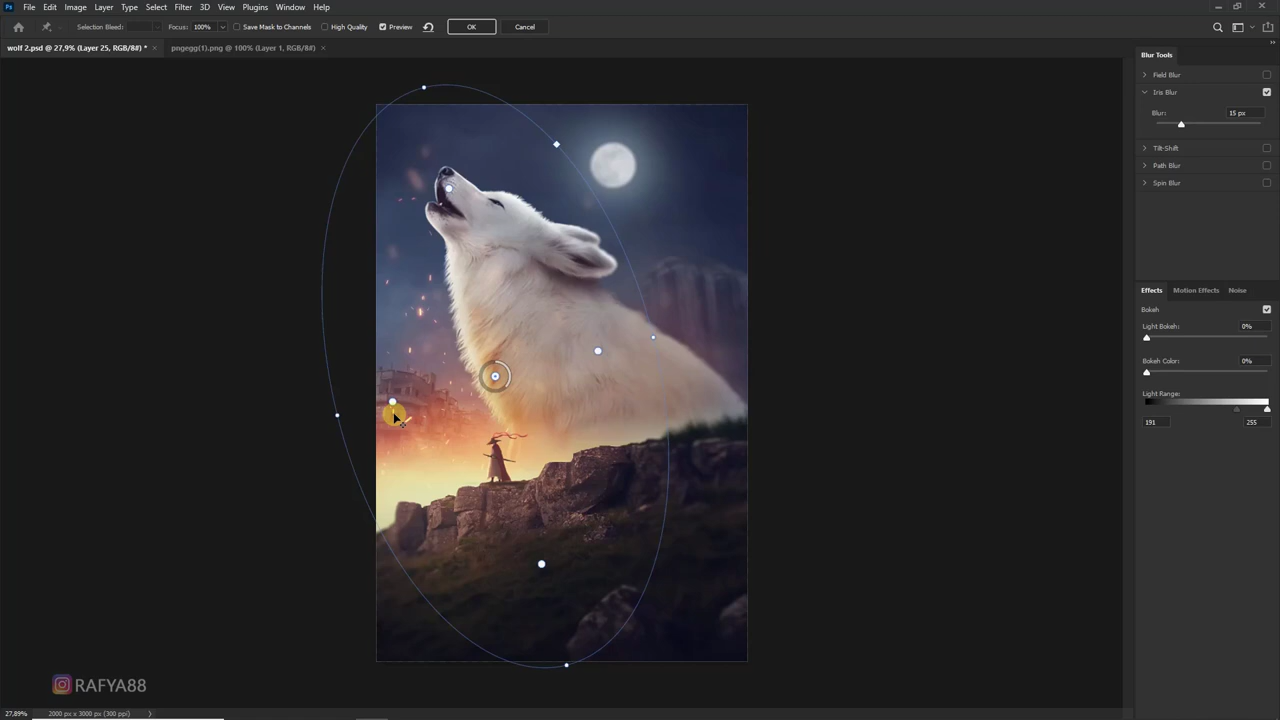 Ps File Edit Image Layer Type Select Filter 3D View Plugins Window Help
Selection Bleed: Focus: 100% Save Mask to Channels High Quality Preview OK Cancel
wolf 2.psd @ 27,9% (Layer 25, RGB/8#) * × pngegg(1).png @ 100% (Layer 1, RGB/8#) ×
Blur Tools
Field Blur
Iris Blur
Blur: 15 px
Tilt-Shift
Path Blur
Spin Blur
Effects Motion Effects Noise
Bokeh
Light Bokeh: 0%
Bokeh Color: 0%
Light Range:
191 255
RAFYA88
27,89% 2000 px x 3000 px (300 ppi)